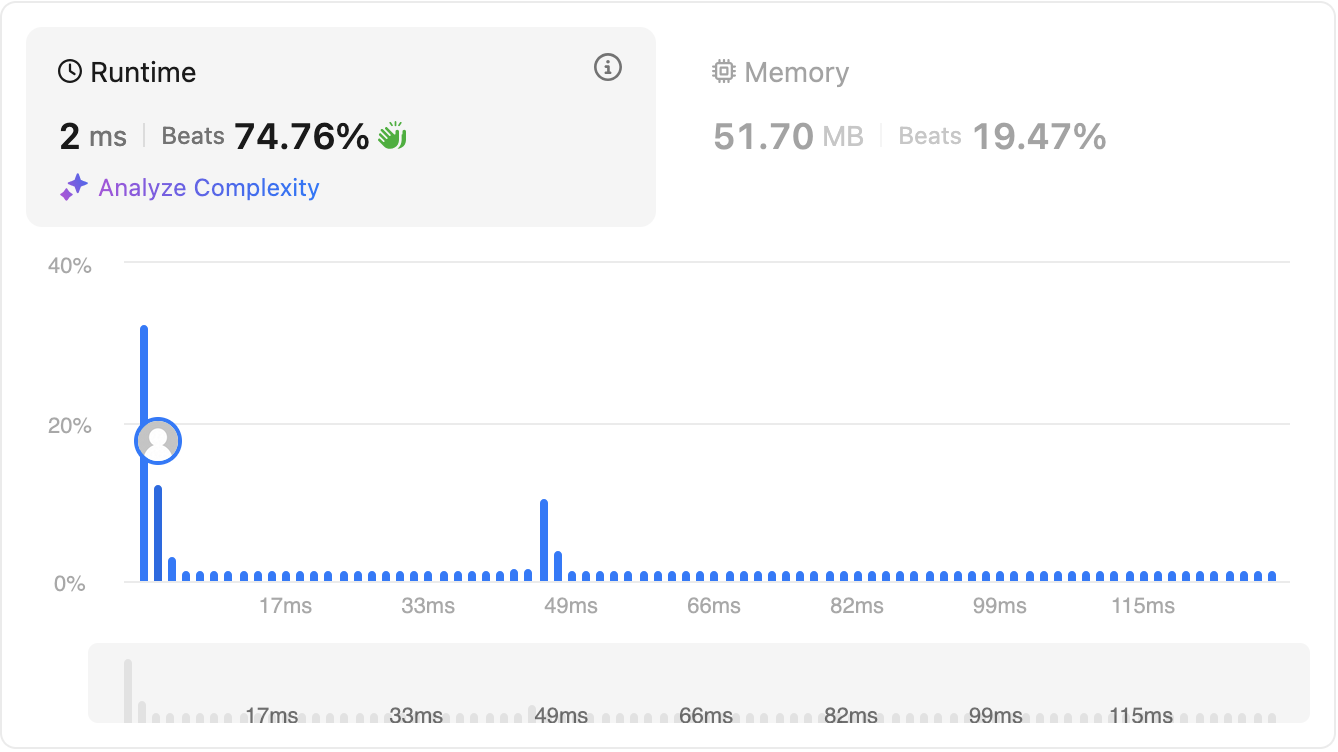 Runtime
2 ms Beats 74.76%
Analyze Complexity
Memory
51.70 MB Beats 19.47%
40%
20%
0%
17ms 33ms 49ms 66ms 82ms 99ms 115ms
17ms 33ms 49ms 66ms 82ms 99ms 115ms